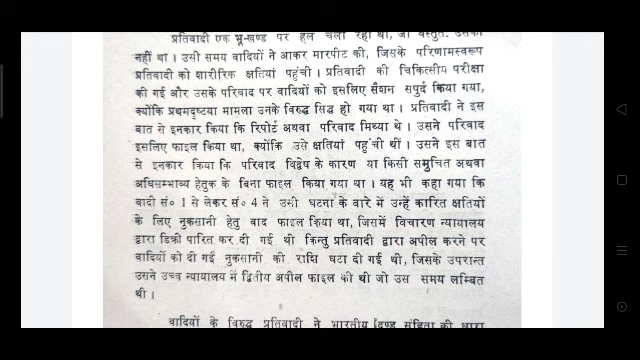 प्रतिवादी एक भू-खण्ड पर हल चला रहा था, जो वस्तुतः उसका
नहीं था । उसी समय वादियों ने आकर मारपीट की, जिसके परिणामस्वरूप
प्रतिवादी को शारीरिक क्षतियां पहुंची । प्रतिवादी की चिकित्सीय परीक्षा
की गई और उसके परिवाद पर वादियों को इसलिए सैशन सपुर्द किया गया,
क्योंकि प्रथमदृष्टया मामला उनके विरुद्ध सिद्ध हो गया था । प्रतिवादी ने इस
बात से इनकार किया कि रिपोर्ट अथवा परिवाद मिथ्या थे । उसने परिवाद
इसलिए फाइल किया था, क्योंकि उसे क्षतियां पहुंची थीं । उसने इस बात
से इनकार किया कि परिवाद विद्वेष के कारण या किसी समुचित अथवा
अधिसम्भाव्य हेतुक के बिना फाइल किया गया था । यह भी कहा गया कि
वादी सं० 1 से लेकर सं० 4 ने उसी घटना के बारे में उन्हें कारित क्षतियों
के लिए नुकसानी हेतु वाद फाइल किया था, जिसमें विचारण न्यायालय
द्वारा डिक्री पारित कर दी गई थी किन्तु प्रतिवादी द्वारा अपील करने पर
वादियों को दी गई नुकसानी की राशि घटा दी गई थी, जिसके उपरान्त
उसने उच्च न्यायालय में द्वितीय अपील फाइल की थी जो उस समय लम्बित
थी ।
वादियों के विरुद्ध प्रतिवादी ने भारतीय दण्ड संहिता की धारा